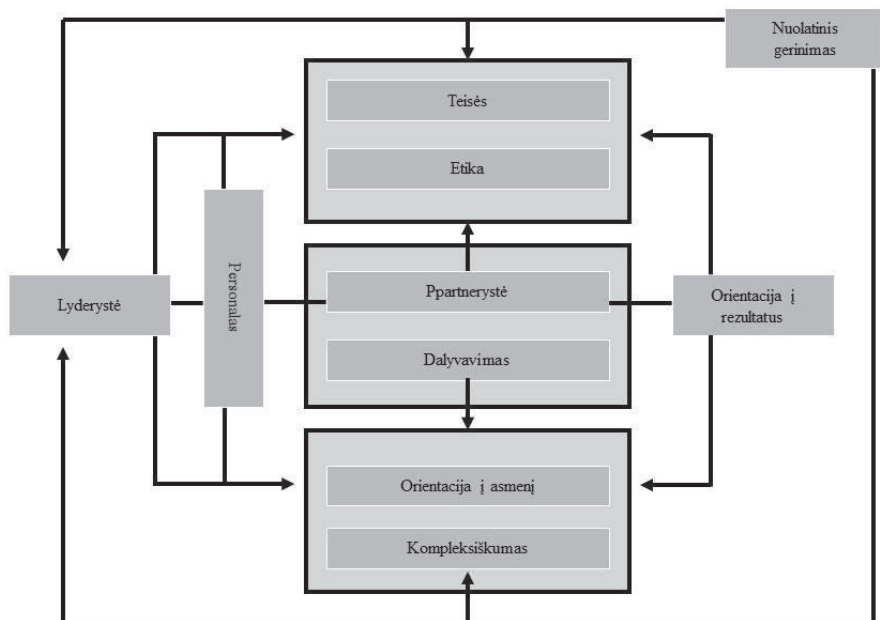 Nuolatinis
gerinimas
Teisės
Etika
Personalas
Lyderystė
Ppartnerystė
Orientacija į
rezultatus
Dalyvavimas
Orientacija į asmenį
Kompleksiškumas